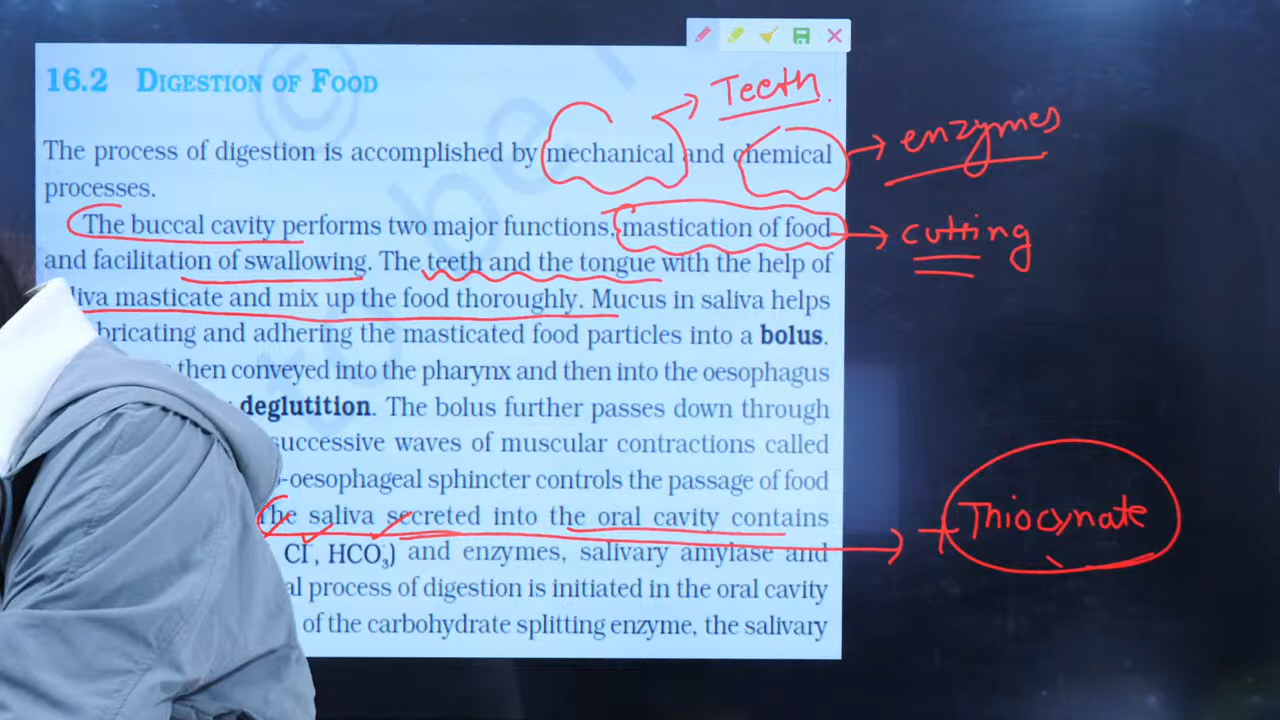 16.2 DIGESTION OF FOOD
Teeth
The process of digestion is accomplished by mechanical and chemical
enzymes
processes.
The buccal cavity performs two major functions, mastication of food
cutting
and facilitation of swallowing. The teeth and the tongue with the help of
masticate and mix up the food thoroughly. Mucus in saliva helps
and adhering the masticated food particles into a bolus.
then conveyed into the pharynx and then into the oesophagus
deglutition. The bolus further passes down through
successive waves of muscular contractions called
-oesophageal sphincter controls the passage of food
The saliva secreted into the oral cavity contains
+ Thiocynate
Cl⁻, HCO₃) and enzymes, salivary amylase and
process of digestion is initiated in the oral cavity
of the carbohydrate splitting enzyme, the salivary